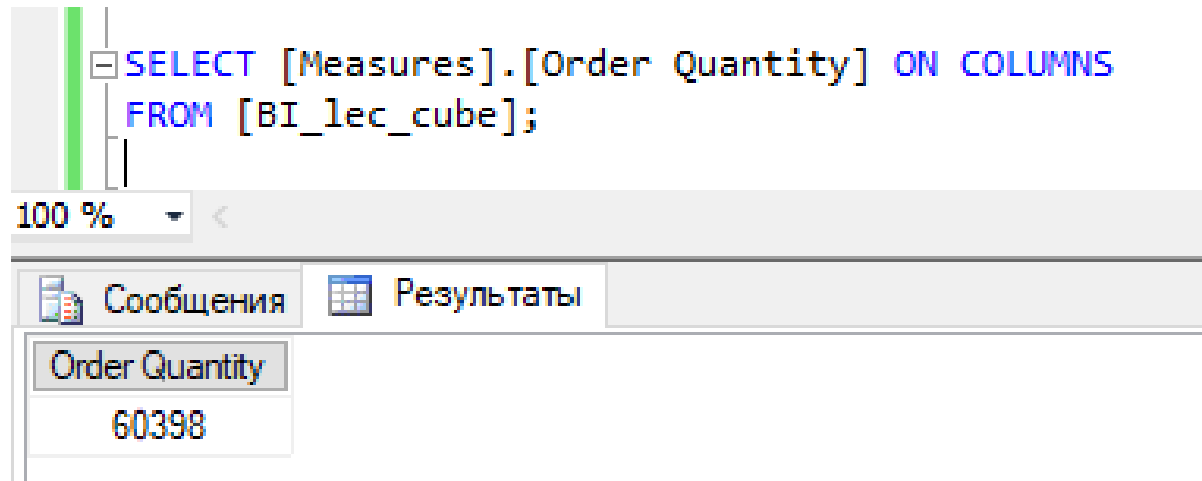 SELECT [Measures].[Order Quantity] ON COLUMNS
FROM [BI_lec_cube];
100 %
Сообщения Результаты
Order Quantity
60398